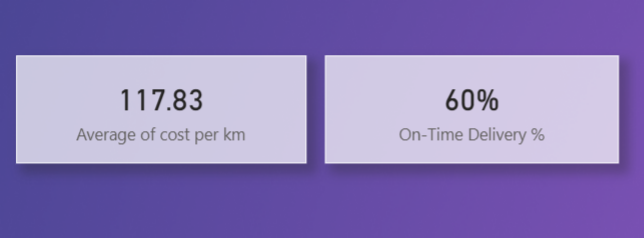 117.83
Average of cost per km
60%
On-Time Delivery %